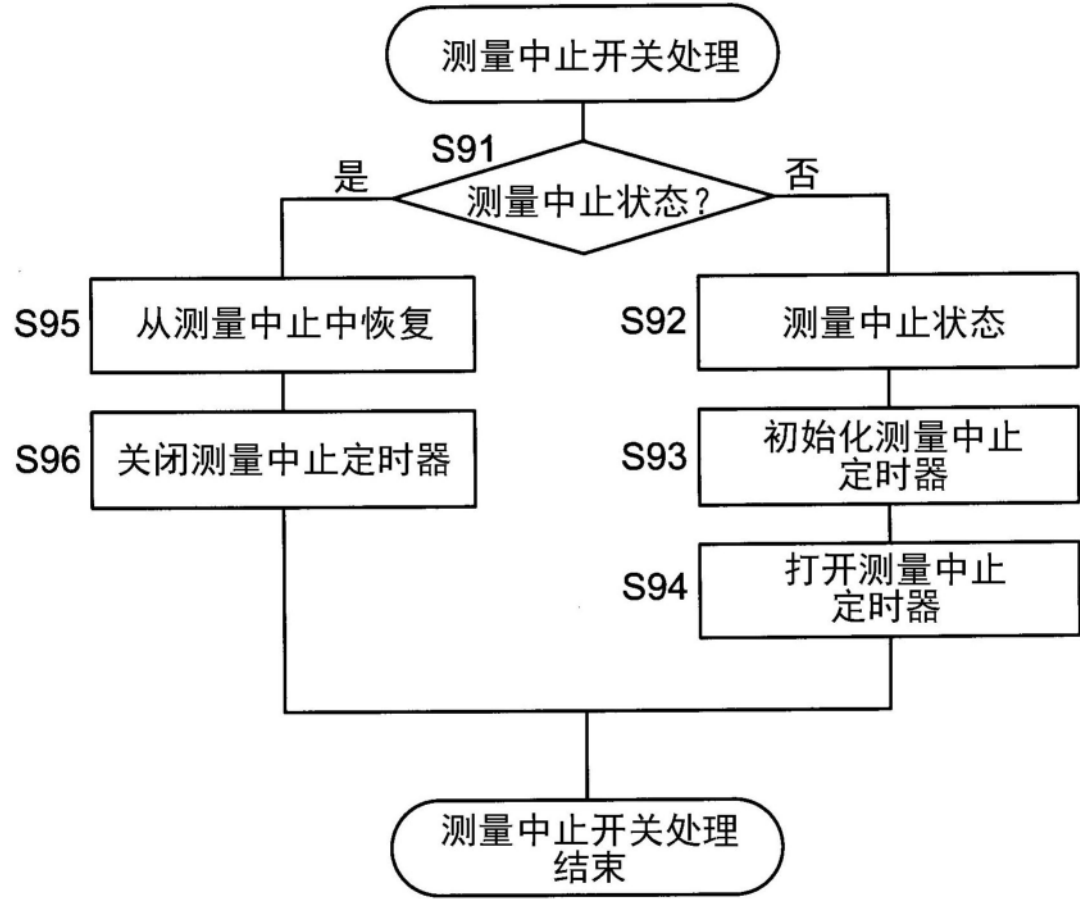 测量中止开关处理
S91
是
测量中止状态?
否
S95
从测量中止中恢复
S92
测量中止状态
S96
关闭测量中止定时器
S93
初始化测量中止
定时器
S94
打开测量中止
定时器
测量中止开关处理
结束